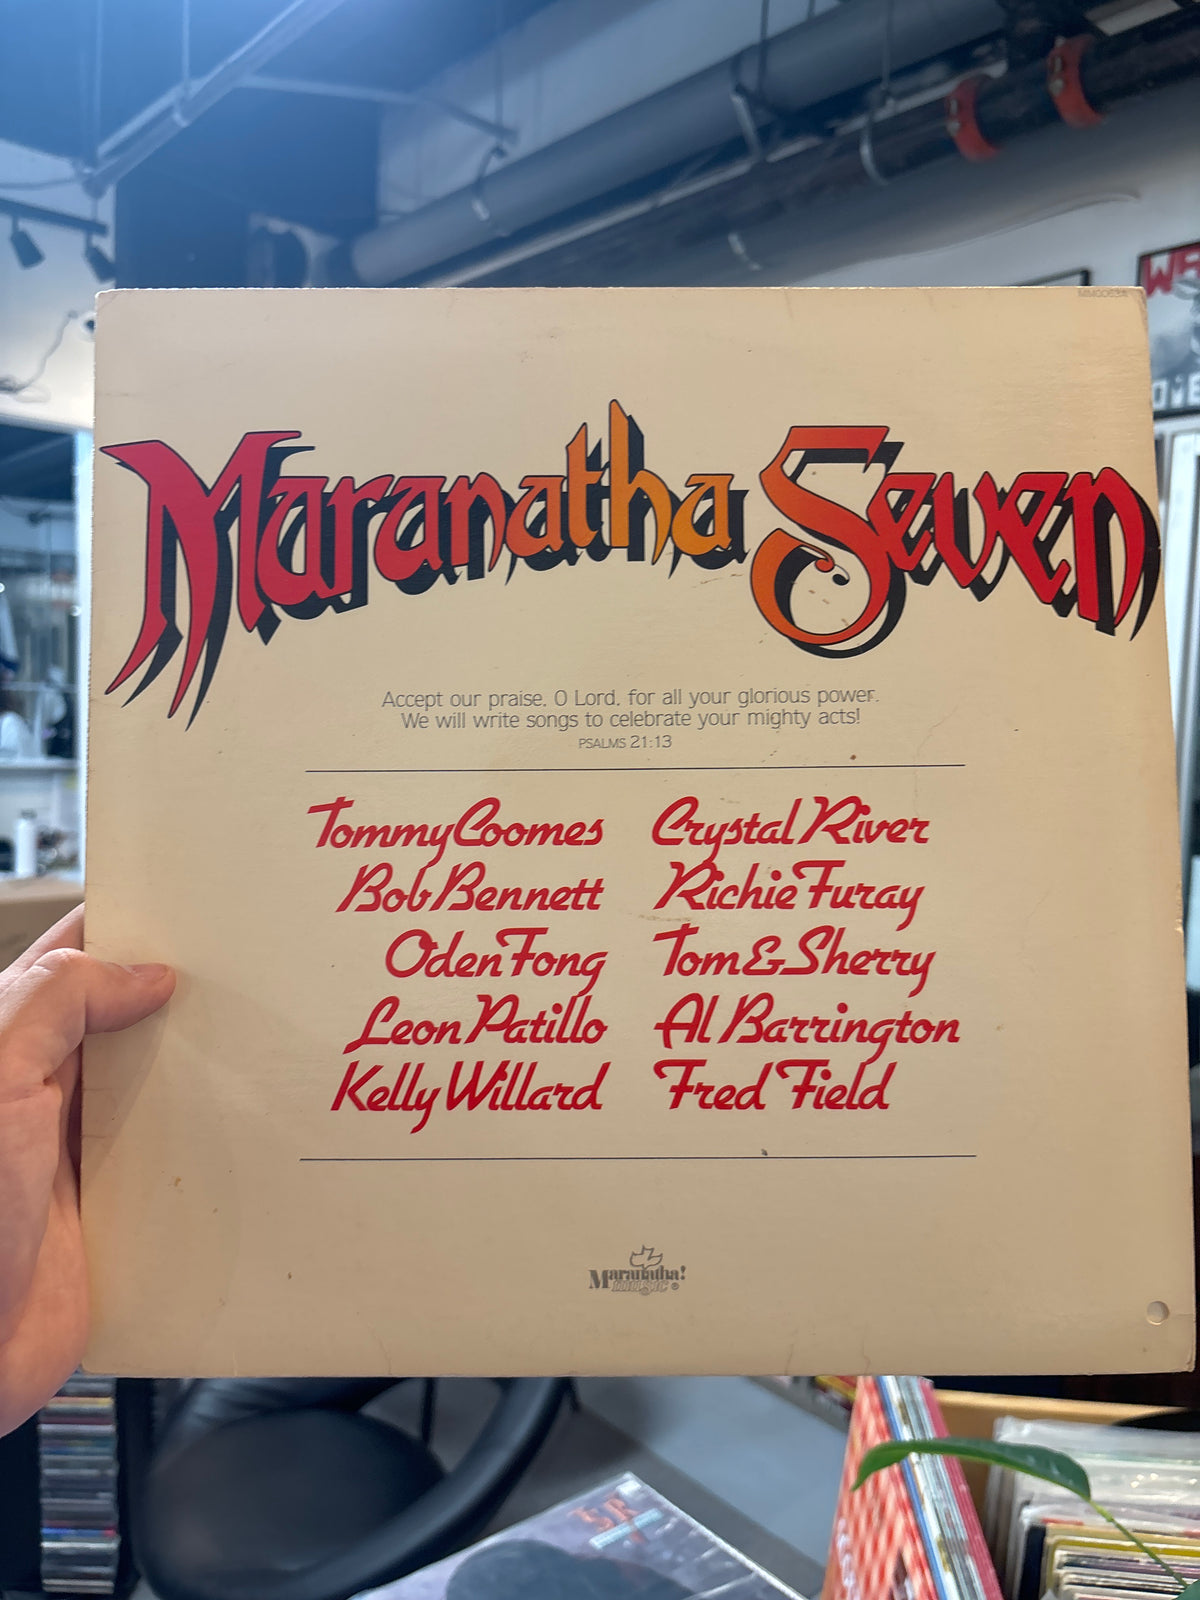 Maranatha Seven
Accept our praise, O Lord, for all your glorious power.
We will write songs to celebrate your mighty acts!
PSALMS 21:13
Tommy Coomes Crystal River
Bob Bennett Richie Furay
Oden Fong Tom & Sherry
Leon Patillo Al Barrington
Kelly Willard Fred Field
Maranatha!
music ®